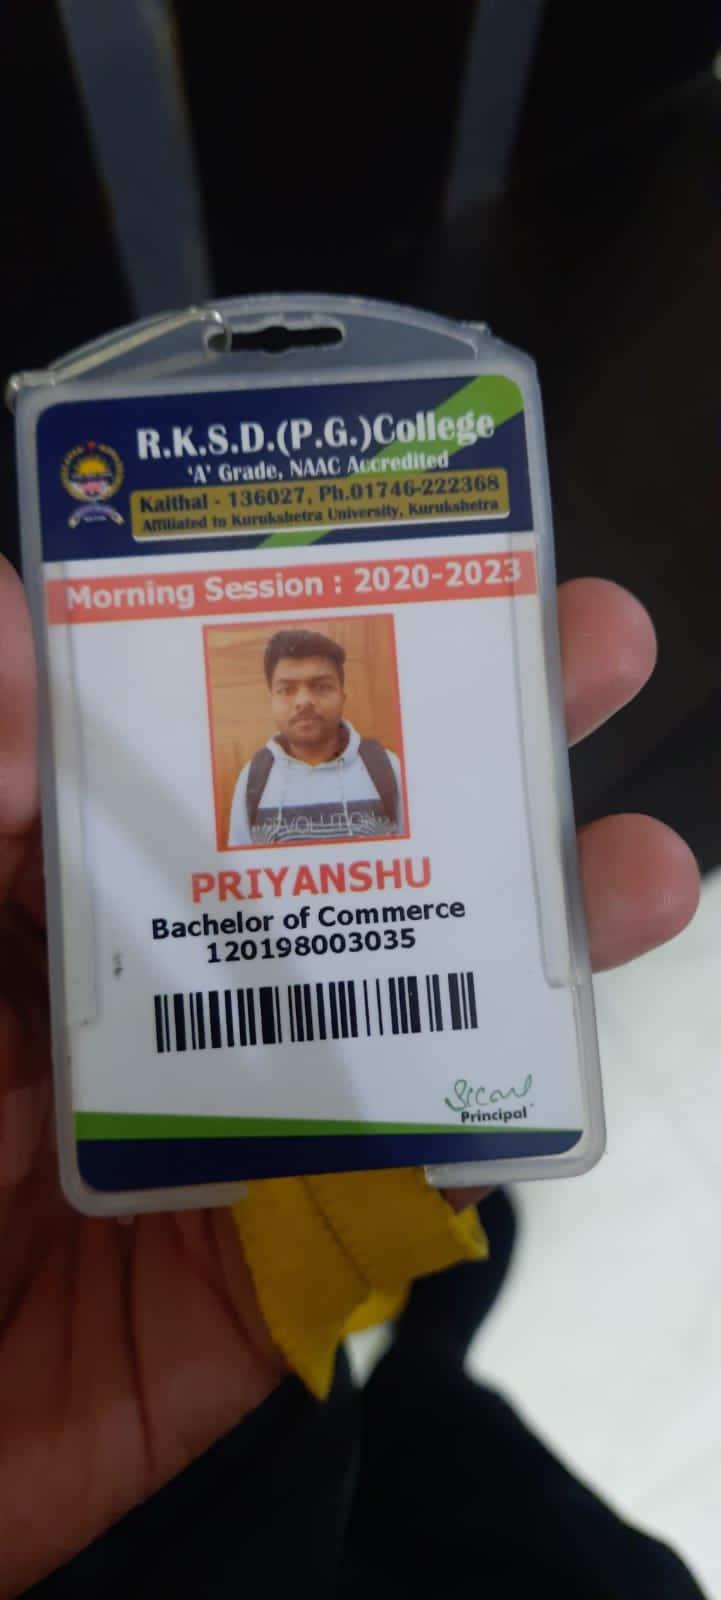 R.K.S.D.(P.G.)College
'A' Grade, NAAC Accredited
Kaithal - 136027, Ph.01746-222368
Affiliated to Kurukshetra University, Kurukshetra
Morning Session : 2020-2023
PRIYANSHU
Bachelor of Commerce
120198003035
Principal